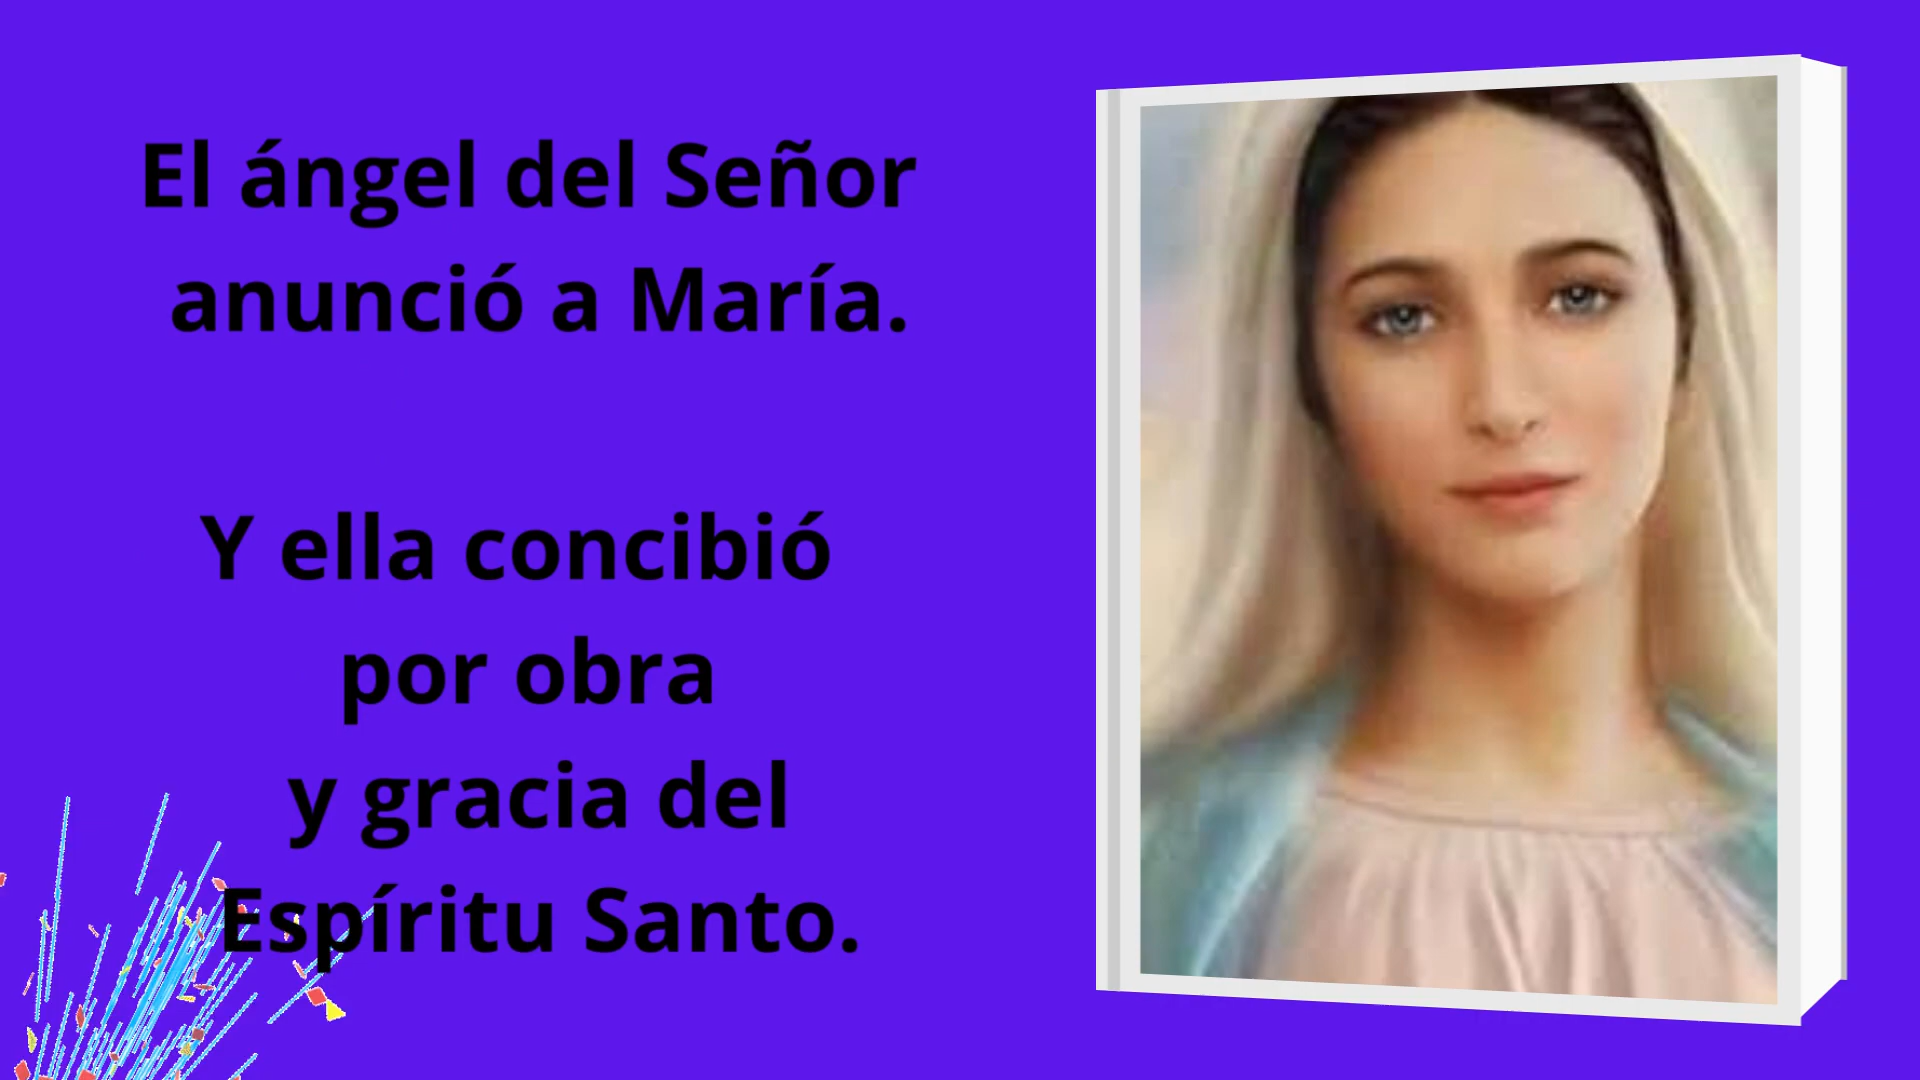 El ángel del Señor
anunció a María.
Y ella concibió
por obra
y gracia del
Espíritu Santo.